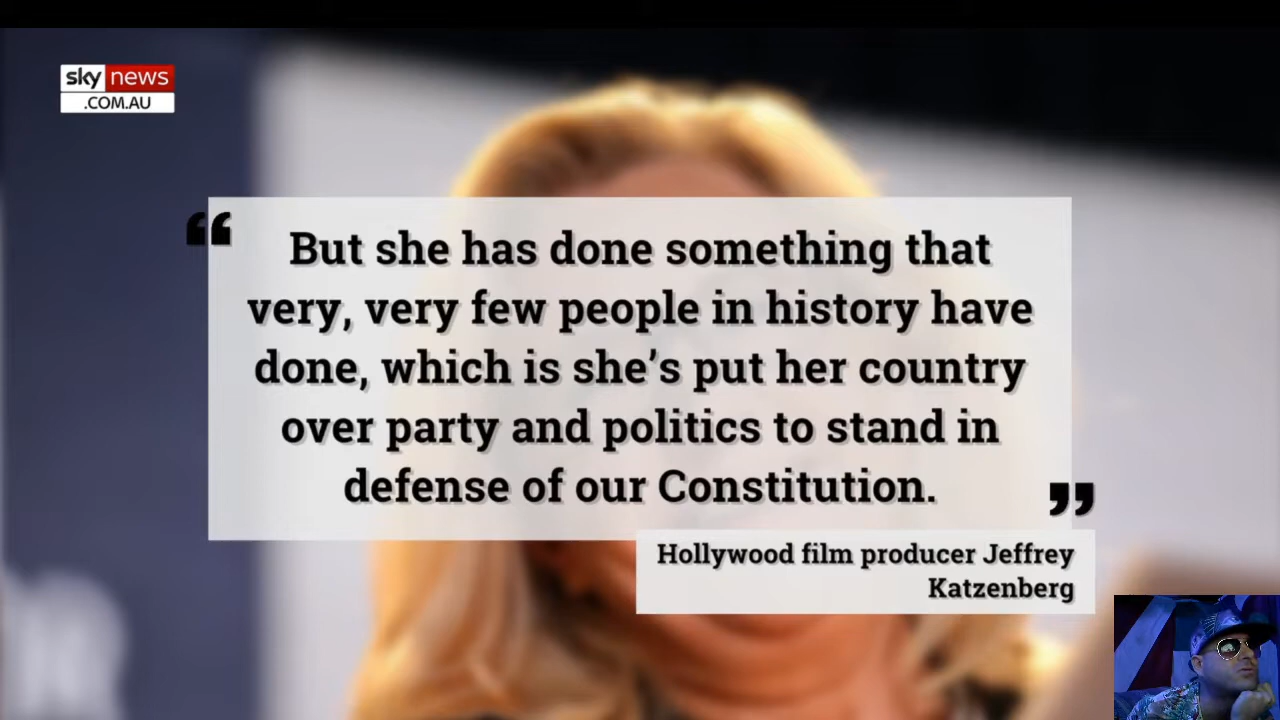 sky news
.COM.AU
“ But she has done something that
very, very few people in history have
done, which is she’s put her country
over party and politics to stand in
defense of our Constitution. ”
Hollywood film producer Jeffrey
Katzenberg